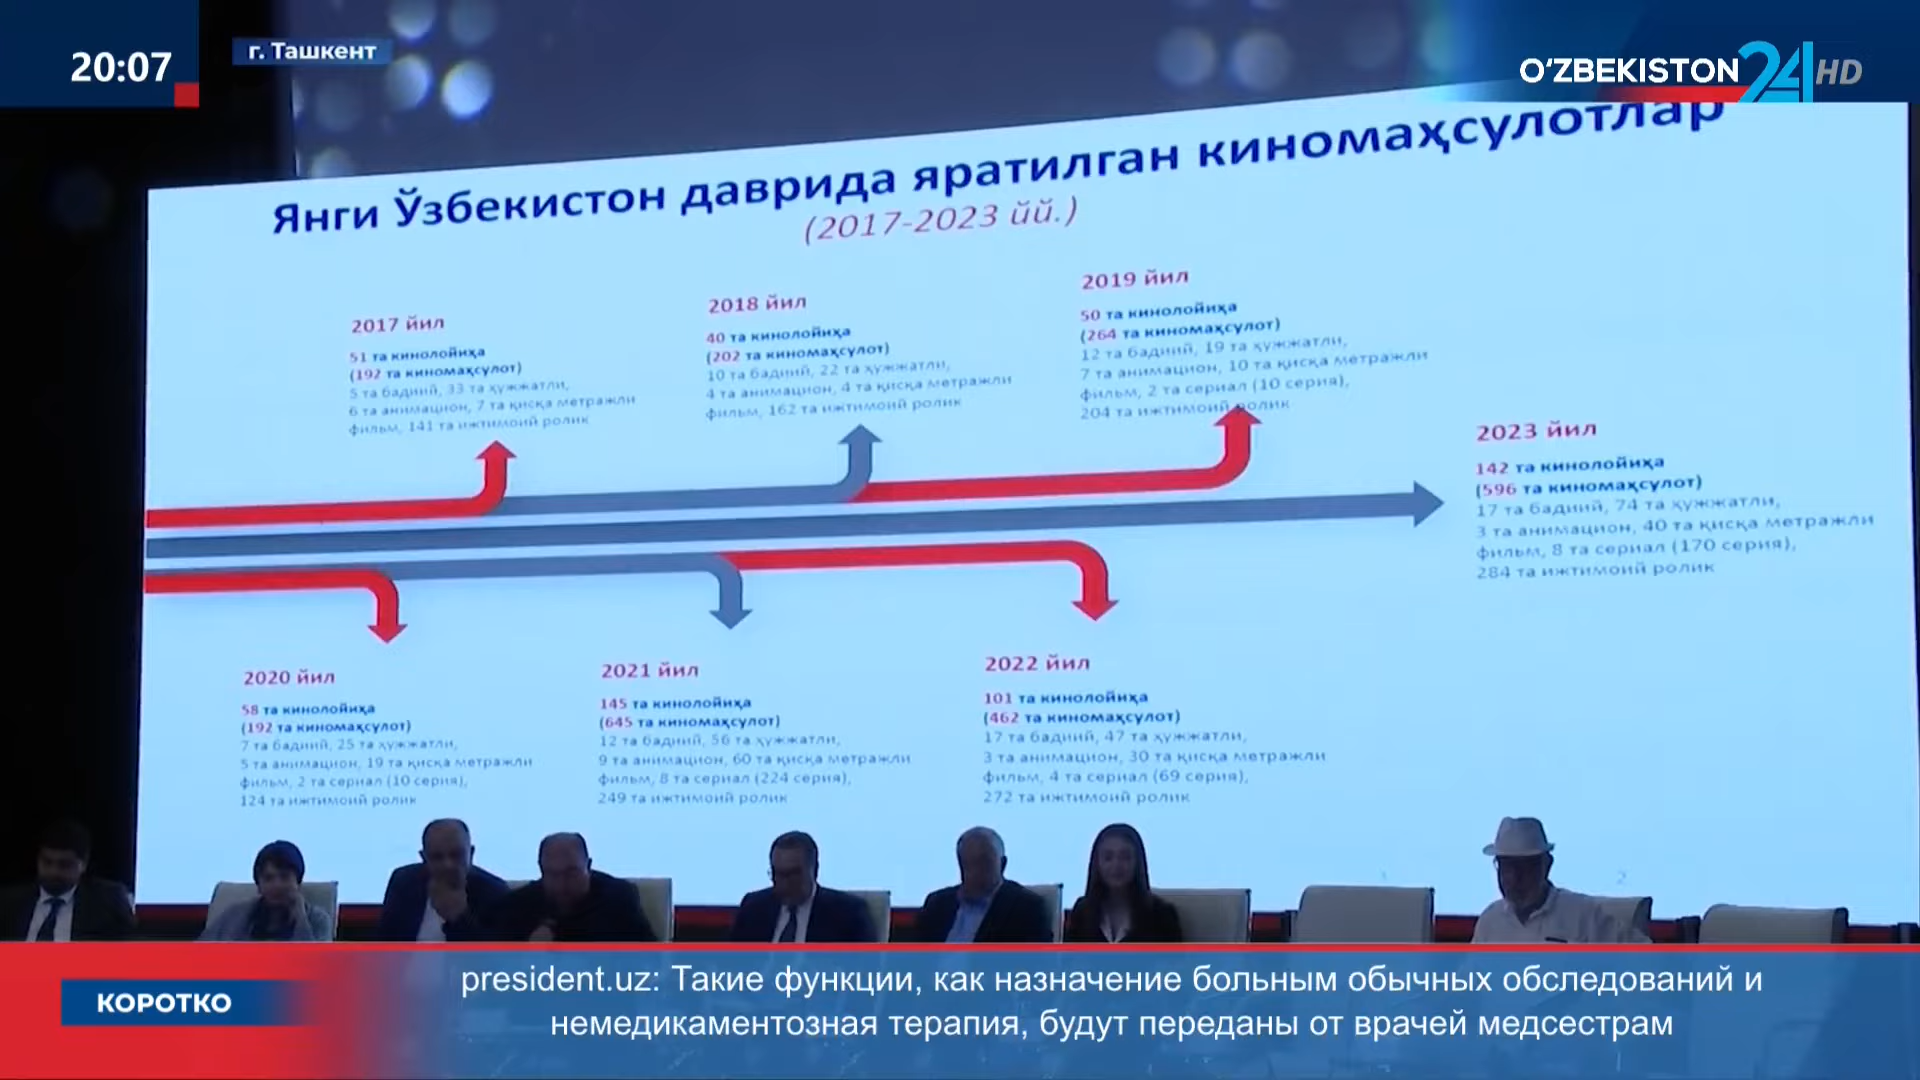 20:07
г. Ташкент
O‘ZBEKISTON 24 HD
Янги Ўзбекистон даврида яратилган киномаҳсулотлар
(2017-2023 йй.)
2017 йил
51 та кинолойиҳа
(192 та киномаҳсулот)
5 та бадиий, 33 та ҳужжатли,
6 та анимацион, 7 та қисқа метражли
фильм, 141 та ижтимоий ролик
2018 йил
40 та кинолойиҳа
(202 та киномаҳсулот)
10 та бадиий, 22 та ҳужжатли,
4 та анимацион, 4 та қисқа метражли
фильм, 162 та ижтимоий ролик
2019 йил
50 та кинолойиҳа
(264 та киномаҳсулот)
12 та бадиий, 19 та ҳужжатли,
7 та анимацион, 10 та қисқа метражли
фильм, 2 та сериал (10 серия),
204 та ижтимоий ролик
2023 йил
142 та кинолойиҳа
(596 та киномаҳсулот)
17 та бадиий, 74 та ҳужжатли,
3 та анимацион, 40 та қисқа метражли
фильм, 8 та сериал (170 серия),
284 та ижтимоий ролик
2020 йил
58 та кинолойиҳа
(192 та киномаҳсулот)
7 та бадиий, 25 та ҳужжатли,
5 та анимацион, 19 та қисқа метражли
фильм, 2 та сериал (10 серия),
124 та ижтимоий ролик
2021 йил
145 та кинолойиҳа
(645 та киномаҳсулот)
12 та бадиий, 56 та ҳужжатли,
9 та анимацион, 60 та қисқа метражли
фильм, 8 та сериал (224 серия),
249 та ижтимоий ролик
2022 йил
101 та кинолойиҳа
(462 та киномаҳсулот)
17 та бадиий, 47 та ҳужжатли,
3 та анимацион, 30 та қисқа метражли
фильм, 4 та сериал (69 серия),
272 та ижтимоий ролик
2
КОРОТКО
president.uz: Такие функции, как назначение больным обычных обследований и
немедикаментозная терапия, будут переданы от врачей медсестрам